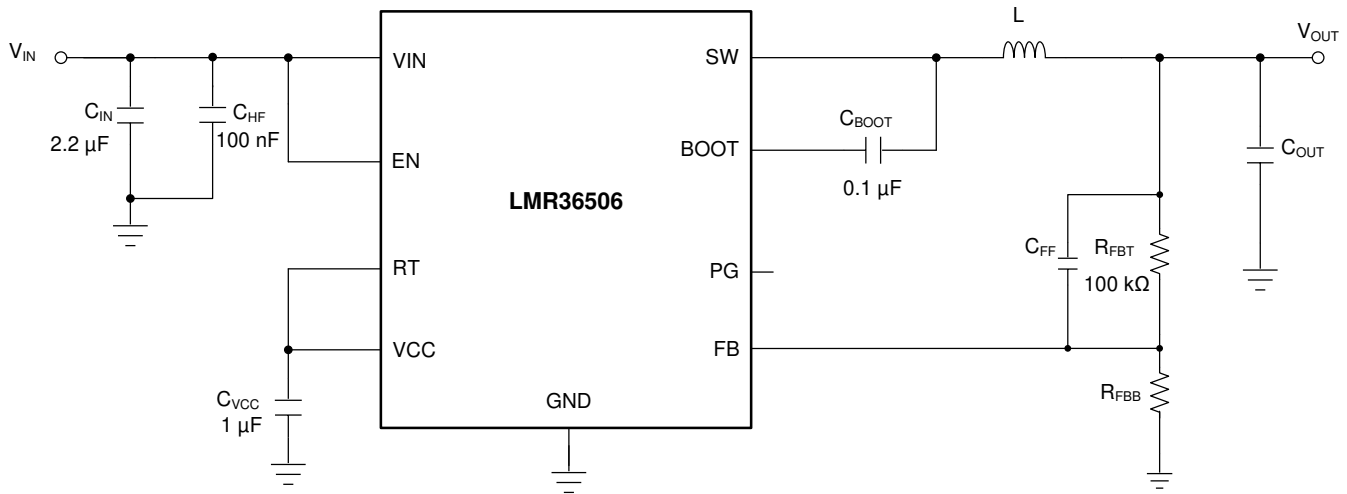 L
V_IN
VIN
SW
V_OUT
C_IN
2.2 µF
C_HF
100 nF
C_BOOT
0.1 µF
BOOT
C_OUT
EN
LMR36506
C_FF
R_FBT
100 kΩ
RT
PG
VCC
FB
C_VCC
1 µF
GND
R_FBB